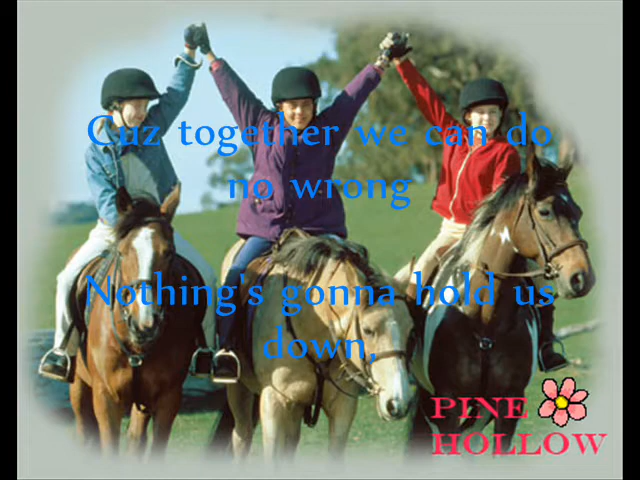 Cuz together we can do
no wrong
Nothing's gonna hold us
down,
PINE
HOLLOW